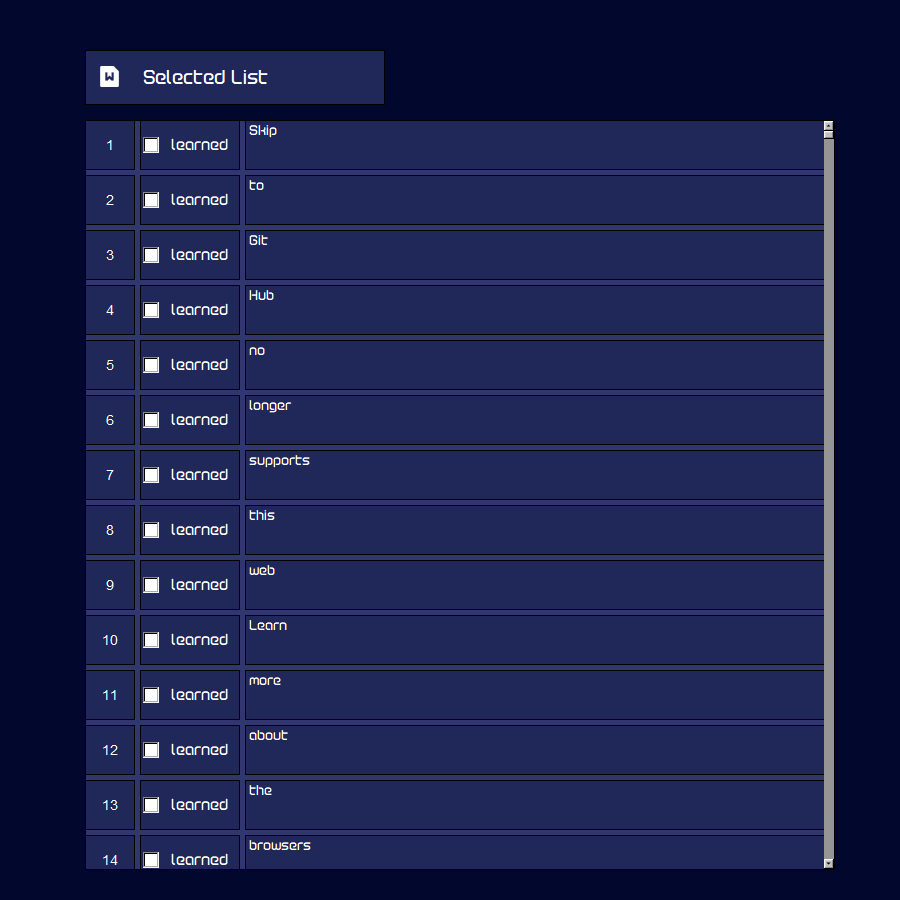 Selected List
1 learned Skip
2 learned to
3 learned Git
4 learned Hub
5 learned no
6 learned longer
7 learned supports
8 learned this
9 learned web
10 learned Learn
11 learned more
12 learned about
13 learned the
14 learned browsers